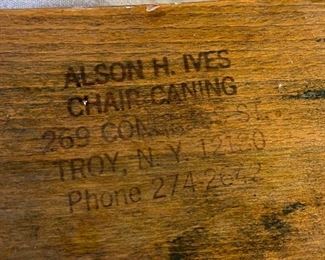 ALSON H. IVES
CHAIR CANING
269 ST.
TROY, N. Y.
Phone